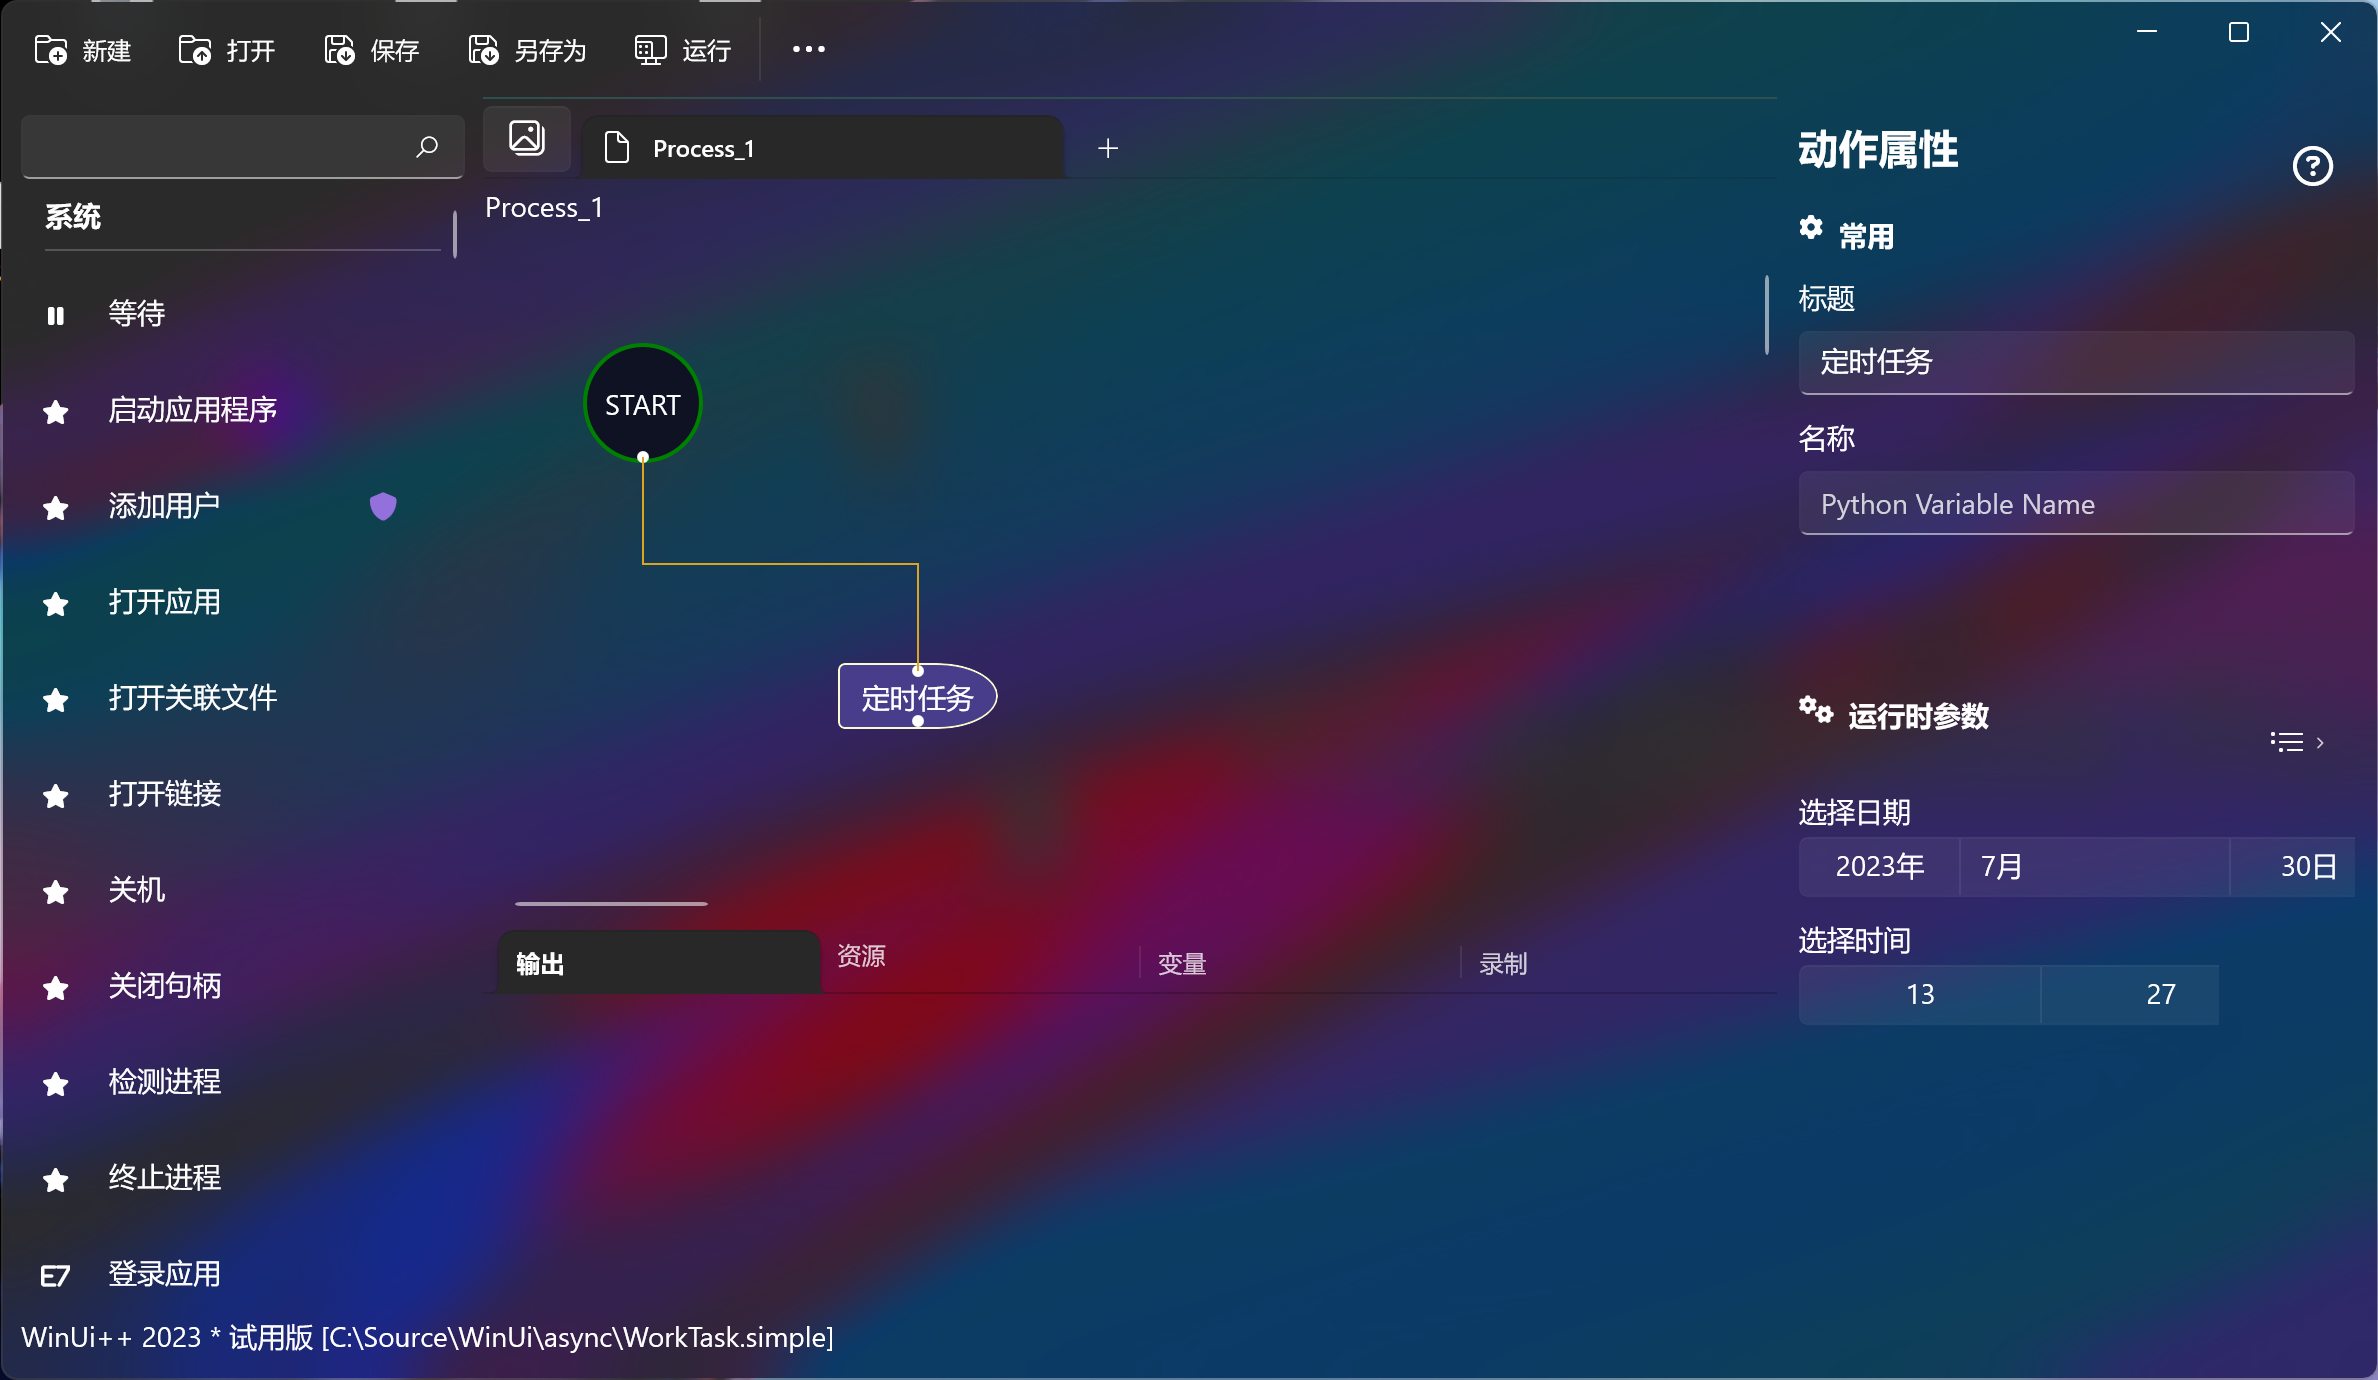 新建 打开 保存 另存为 运行
系统
等待
启动应用程序
添加用户
打开应用
打开关联文件
打开链接
关机
关闭句柄
检测进程
终止进程
E7 登录应用
Process_1
Process_1
START
定时任务
输出 资源 变量 录制
动作属性
常用
标题
定时任务
名称
Python Variable Name
运行时参数
选择日期
2023年 7月 30日
选择时间
13 27
WinUi++ 2023 * 试用版 [C:\Source\WinUi\async\WorkTask.simple]